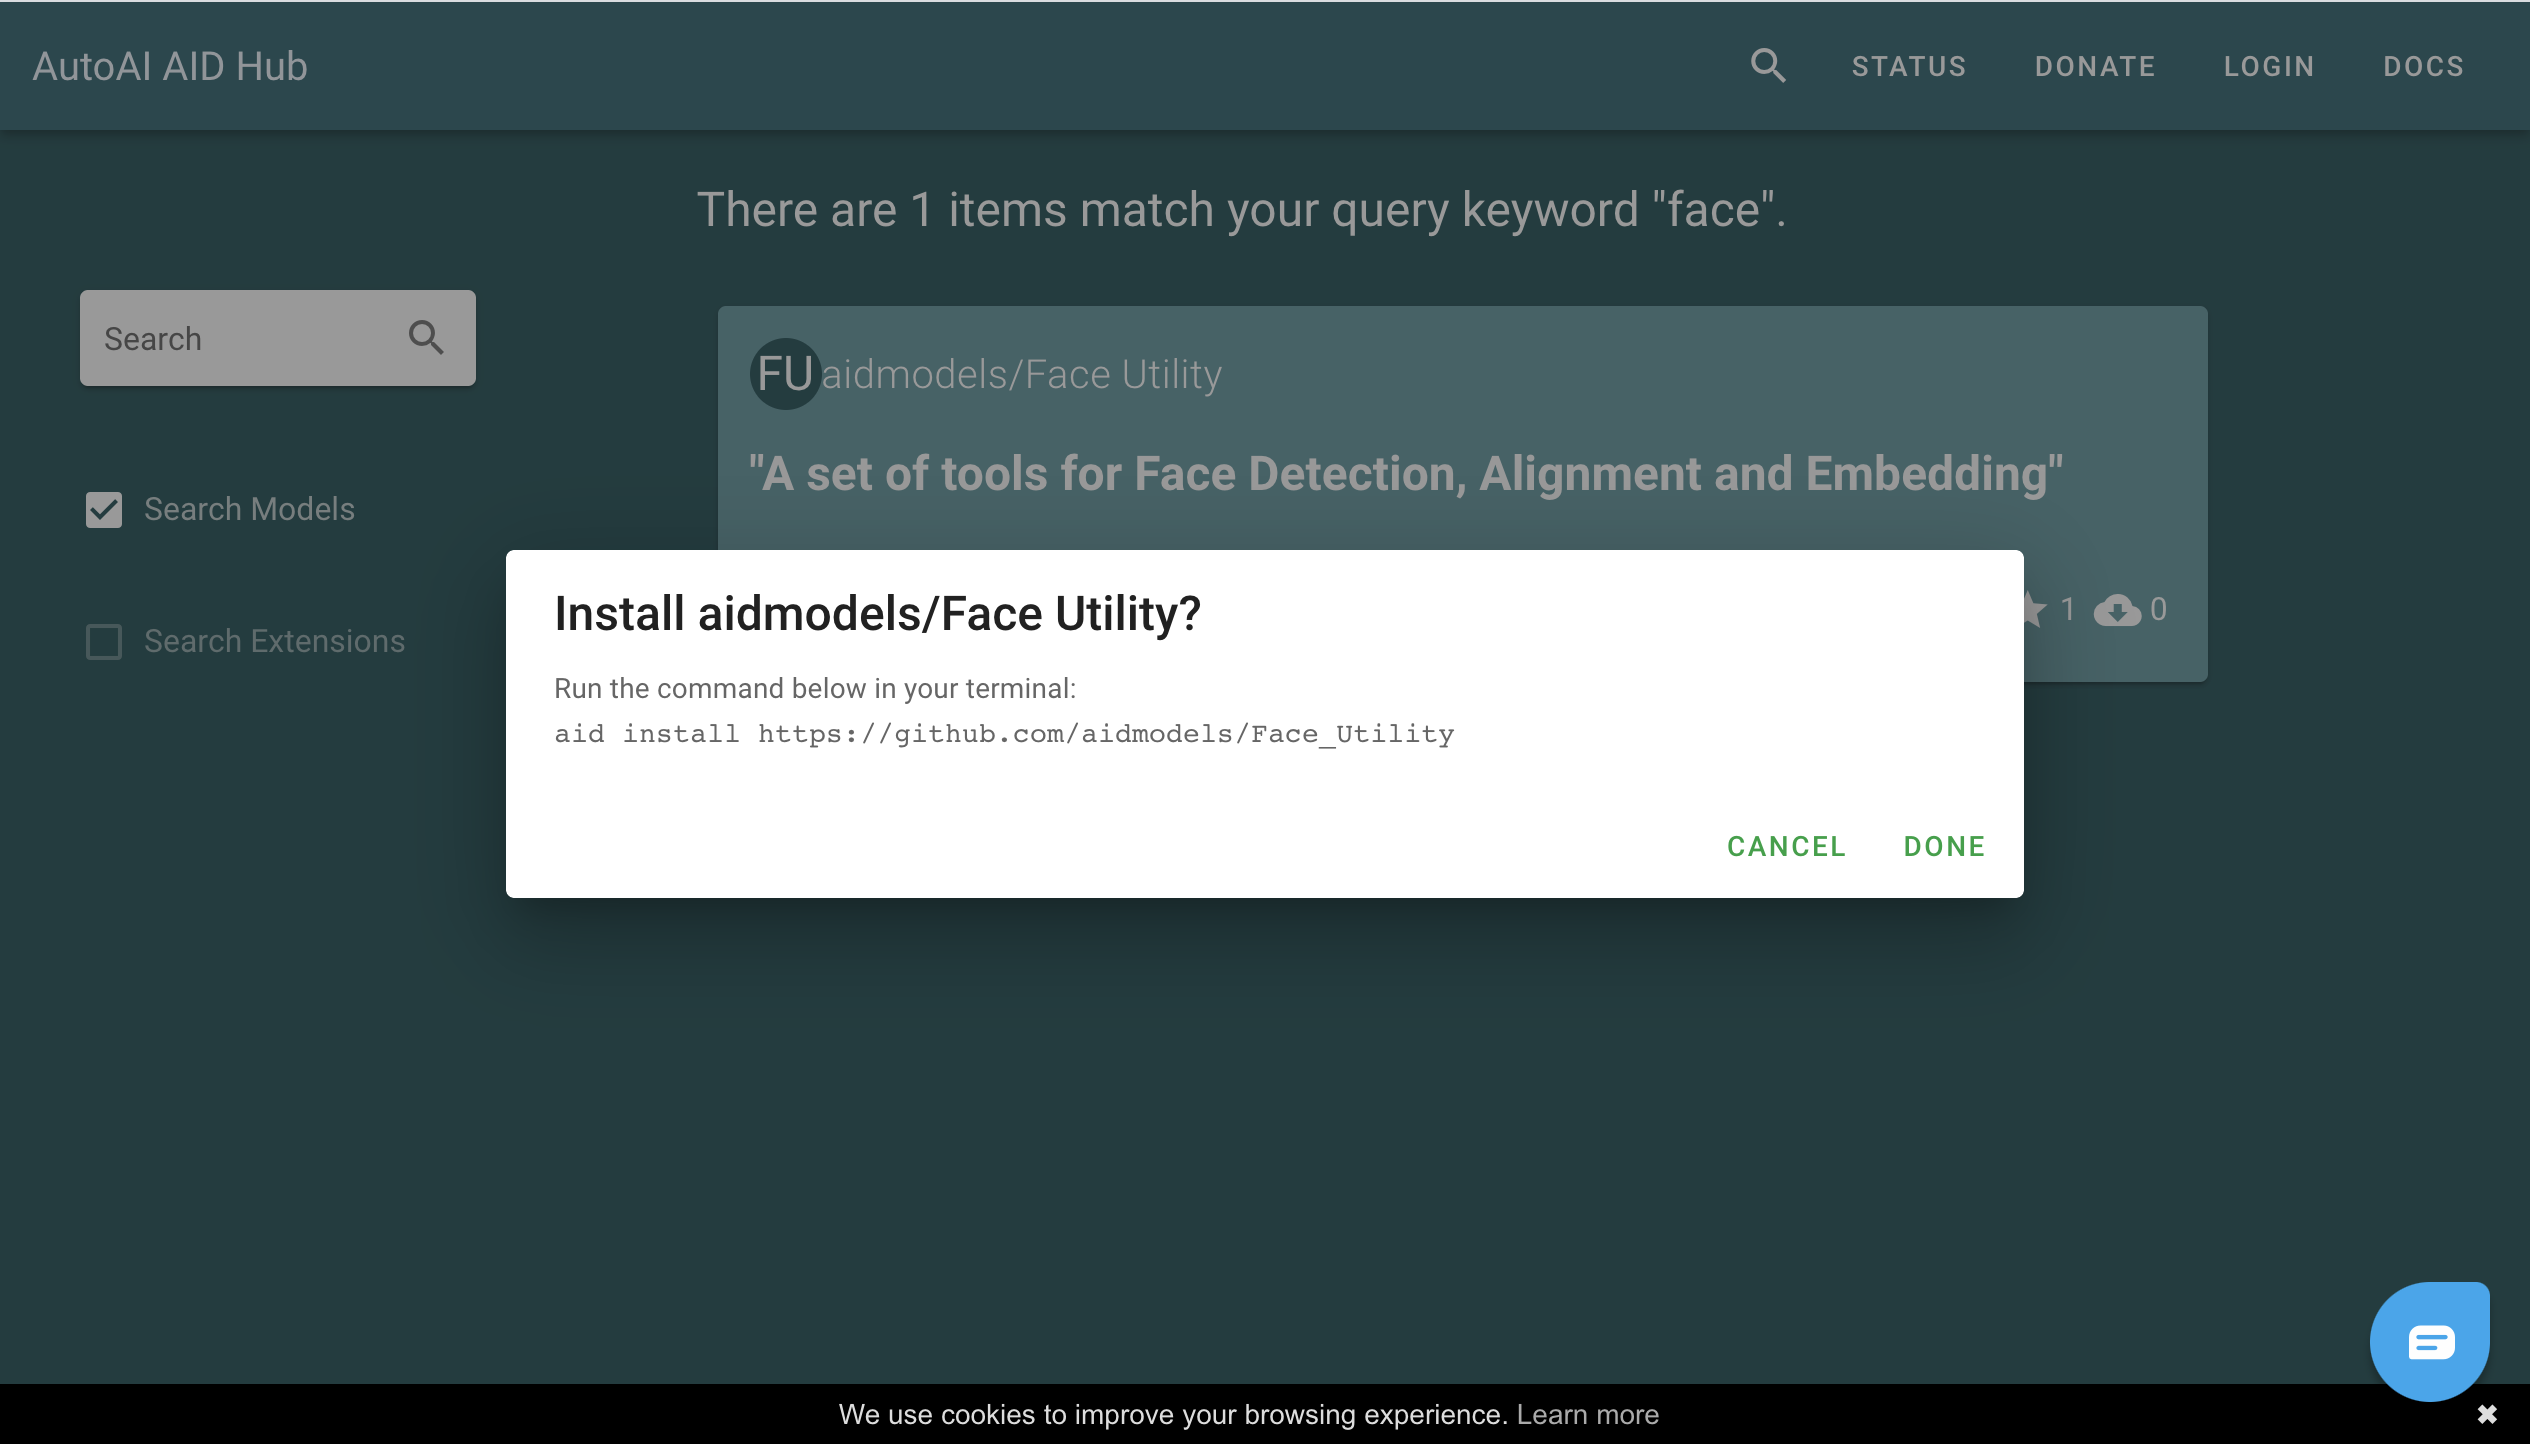 AutoAI AID Hub
STATUS
DONATE
LOGIN
DOCS
There are 1 items match your query keyword "face".
Search
Search Models
Search Extensions
FU aidmodels/Face Utility
"A set of tools for Face Detection, Alignment and Embedding"
1
0
Install aidmodels/Face Utility?
Run the command below in your terminal:
aid install https://github.com/aidmodels/Face_Utility
CANCEL
DONE
We use cookies to improve your browsing experience. Learn more